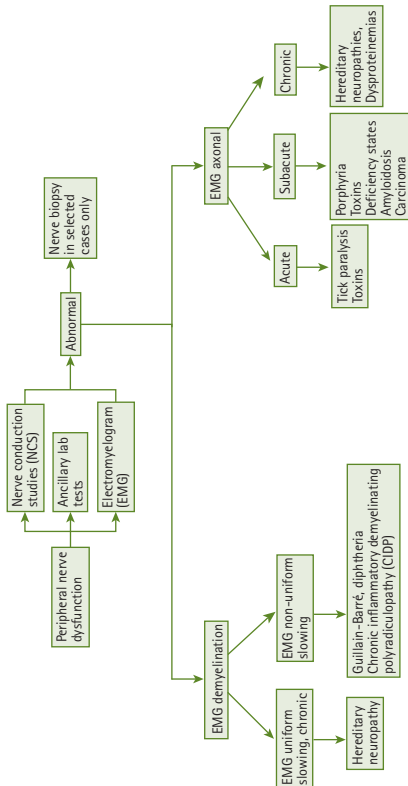 Peripheral nerve
dysfunction
Nerve conduction
studies (NCS)
Ancillary lab
tests
Electromyelogram
(EMG)
Abnormal
Nerve biopsy
in selected
cases only
EMG demyelination
EMG uniform
slowing, chronic
Hereditary
neuropathy
EMG non-uniform
slowing
Guillain-Barré, diphtheria
Chronic inflammatory demyelinating
polyradiculopathy (CIDP)
EMG axonal
Acute
Tick paralysis
Toxins
Subacute
Porphyria
Toxins
Deficiency states
Amyloidosis
Carcinoma
Chronic
Hereditary
neuropathies,
Dysproteinemias